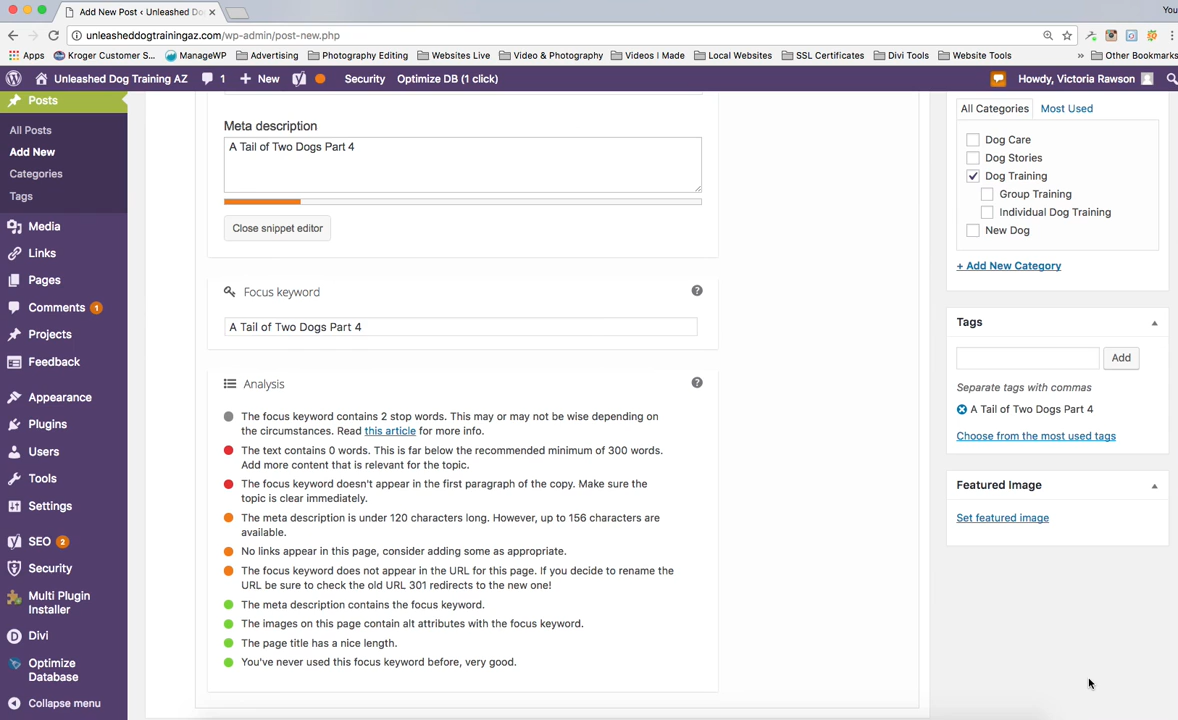 Add New Post ‹ Unleashed Do
You
unleasheddogtrainingaz.com/wp-admin/post-new.php
Apps
Kroger Customer S...
ManageWP
Advertising
Photography Editing
Websites Live
Video & Photography
Videos I Made
Local Websites
SSL Certificates
Divi Tools
Website Tools
»
Other Bookmarks
Unleashed Dog Training AZ
1
+ New
Security
Optimize DB (1 click)
Howdy, Victoria Rawson
Posts
All Posts
Add New
Categories
Tags
Media
Links
Pages
Comments 1
Projects
Feedback
Appearance
Plugins
Users
Tools
Settings
SEO 2
Security
Multi Plugin
Installer
Divi
Optimize
Database
Collapse menu
Meta description
A Tail of Two Dogs Part 4
Close snippet editor
Focus keyword
A Tail of Two Dogs Part 4
Analysis
The focus keyword contains 2 stop words. This may or may not be wise depending on
the circumstances. Read this article for more info.
The text contains 0 words. This is far below the recommended minimum of 300 words.
Add more content that is relevant for the topic.
The focus keyword doesn't appear in the first paragraph of the copy. Make sure the
topic is clear immediately.
The meta description is under 120 characters long. However, up to 156 characters are
available.
No links appear in this page, consider adding some as appropriate.
The focus keyword does not appear in the URL for this page. If you decide to rename the
URL be sure to check the old URL 301 redirects to the new one!
The meta description contains the focus keyword.
The images on this page contain alt attributes with the focus keyword.
The page title has a nice length.
You've never used this focus keyword before, very good.
All Categories
Most Used
Dog Care
Dog Stories
Dog Training
Group Training
Individual Dog Training
New Dog
+ Add New Category
Tags
Add
Separate tags with commas
A Tail of Two Dogs Part 4
Choose from the most used tags
Featured Image
Set featured image